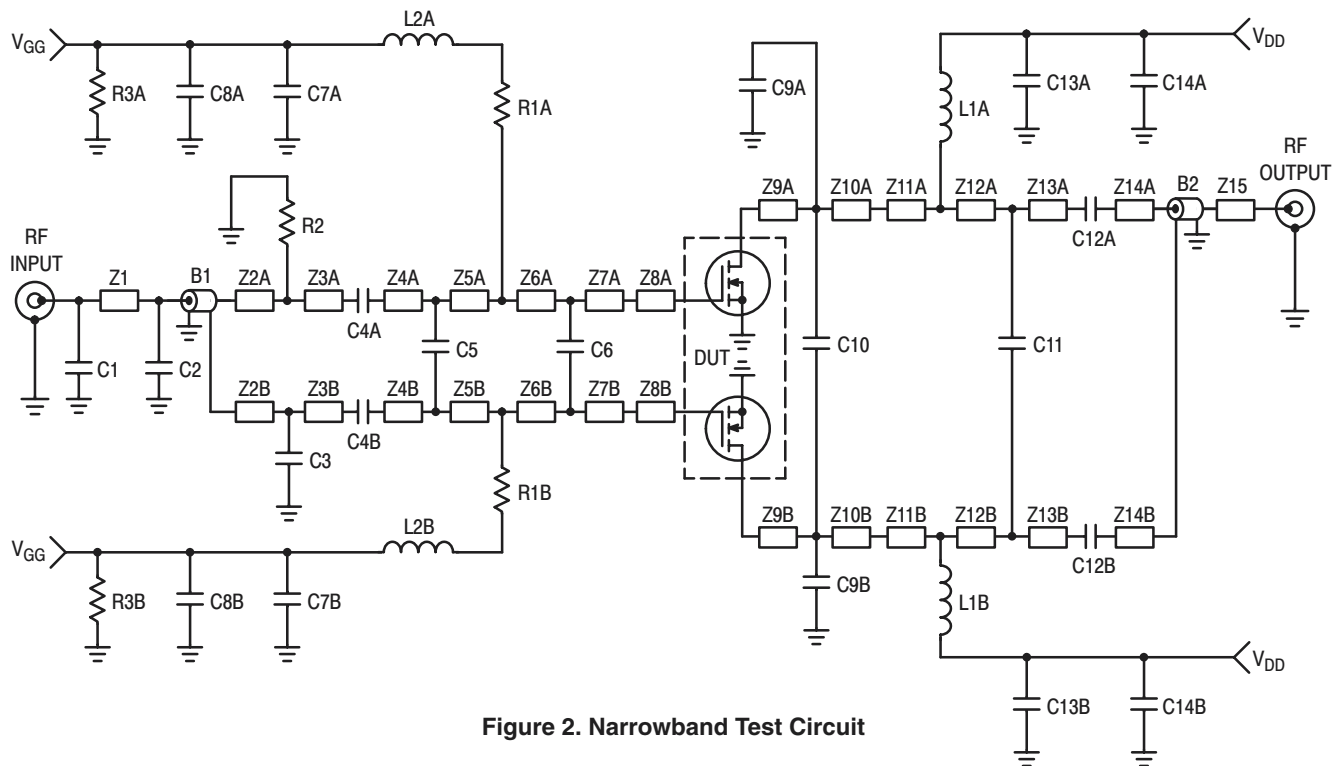 L2A
VGG
VDD
R3A
C8A
C7A
R1A
C9A
L1A
C13A
C14A
RF
OUTPUT
Z9A
Z10A
Z11A
Z12A
Z13A
Z14A
B2
Z15
R2
C12A
RF
INPUT
Z1
B1
Z2A
Z3A
Z4A
Z5A
Z6A
Z7A
Z8A
C4A
C1
C2
C5
C6
DUT
C10
C11
Z2B
Z3B
Z4B
Z5B
Z6B
Z7B
Z8B
C4B
C3
R1B
Z9B
Z10B
Z11B
Z12B
Z13B
Z14B
C12B
L2B
VGG
C9B
L1B
R3B
C8B
C7B
VDD
C13B
C14B
Figure 2. Narrowband Test Circuit